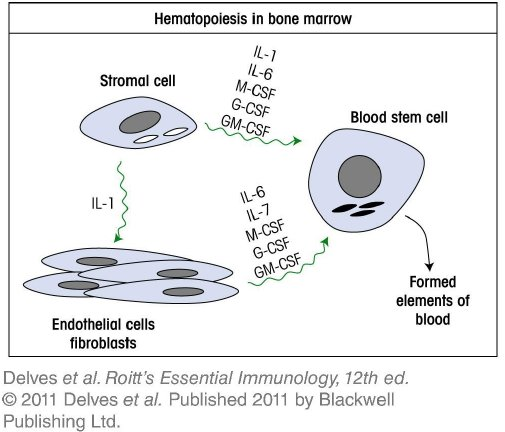 Hematopoiesis in bone marrow
Stromal cell
IL-1
IL-6
M-CSF
G-CSF
GM-CSF
Blood stem cell
IL-1
IL-6
IL-7
M-CSF
G-CSF
GM-CSF
Endothelial cells
fibroblasts
Formed
elements of
blood
Delves et al. Roitt's Essential Immunology, 12th ed.
© 2011 Delves et al. Published 2011 by Blackwell
Publishing Ltd.